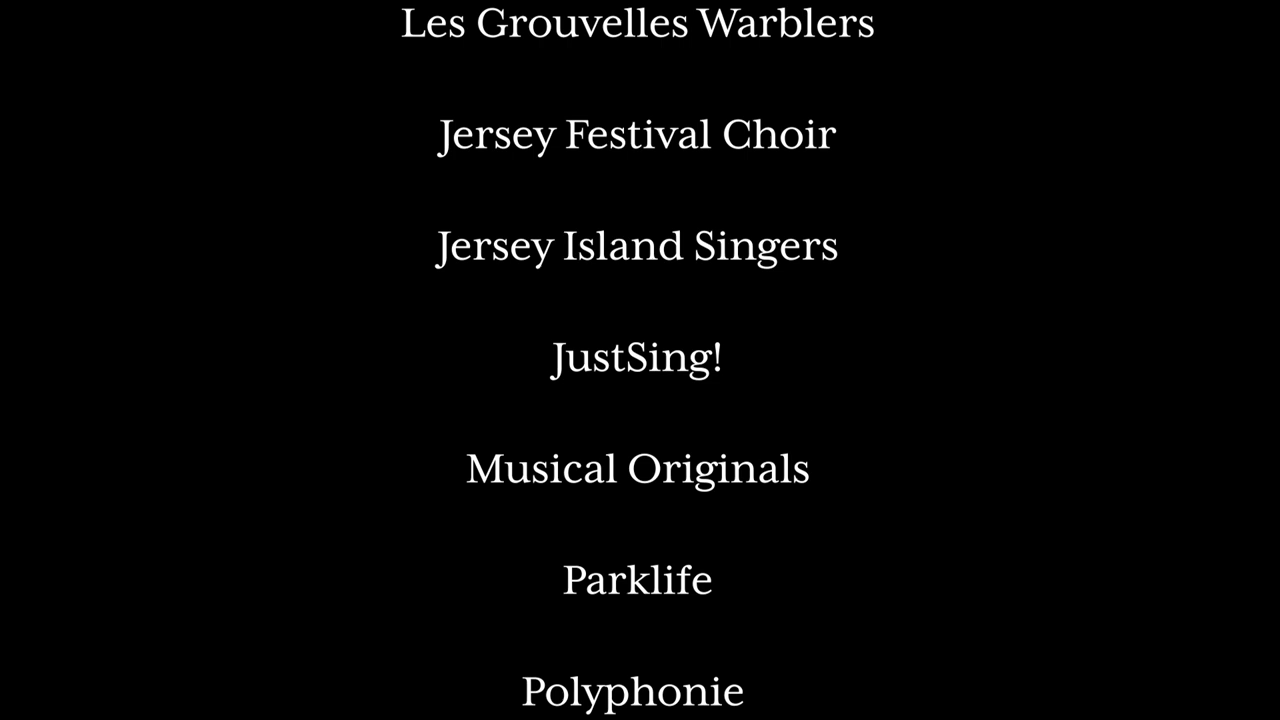 Les Grouvelles Warblers
Jersey Festival Choir
Jersey Island Singers
JustSing!
Musical Originals
Parklife
Polyphonie